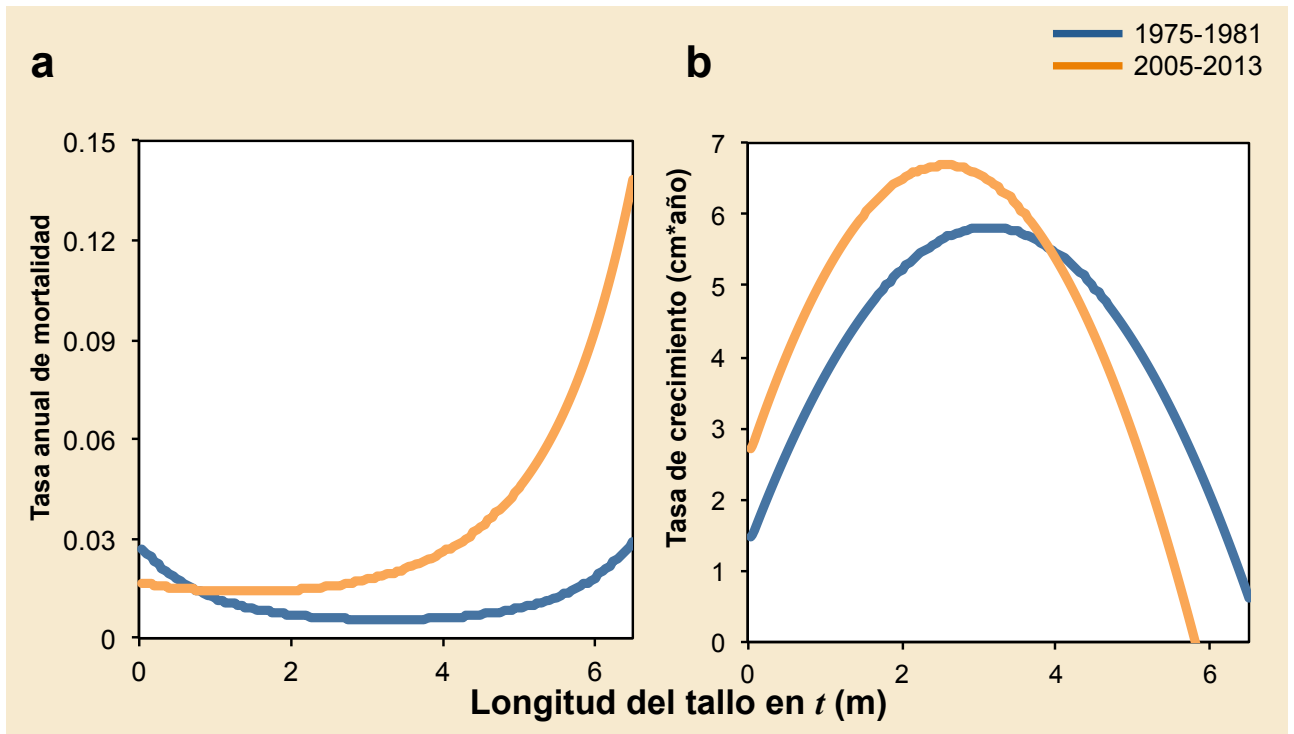 a
b
1975-1981
2005-2013
Tasa anual de mortalidad
0.15
0.12
0.09
0.06
0.03
0
0 2 4 6
Tasa de crecimiento (cm*año)
7
6
5
4
3
2
1
0
0 2 4 6
Longitud del tallo en t (m)